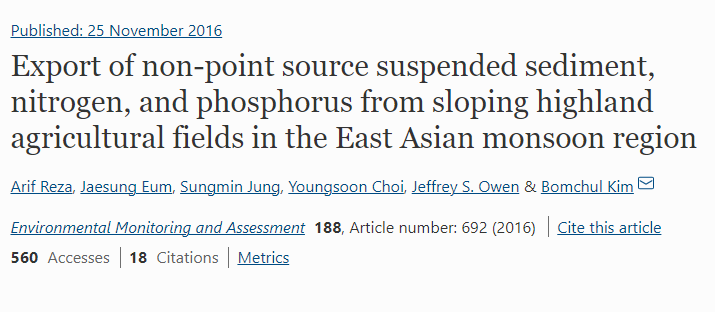 Published: 25 November 2016
Export of non-point source suspended sediment,
nitrogen, and phosphorus from sloping highland
agricultural fields in the East Asian monsoon region
Arif Reza, Jaesung Eum, Sungmin Jung, Youngsoon Choi, Jeffrey S. Owen & Bomchul Kim
Environmental Monitoring and Assessment 188, Article number: 692 (2016) Cite this article
560 Accesses 18 Citations Metrics